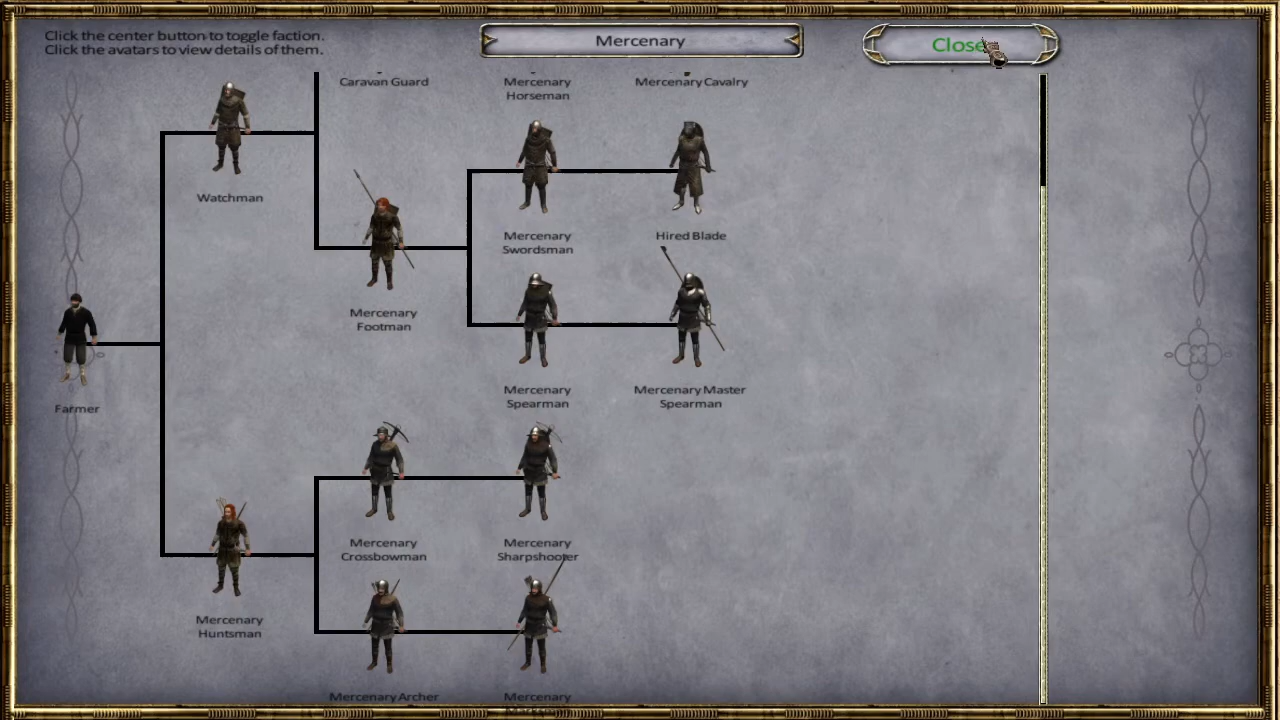 Click the center button to toggle faction.
Click the avatars to view details of them.
Mercenary
Close
Caravan Guard
Mercenary
Horseman
Mercenary Cavalry
Watchman
Mercenary
Swordsman
Hired Blade
Mercenary
Footman
Mercenary
Spearman
Mercenary Master
Spearman
Farmer
Mercenary
Crossbowman
Mercenary
Sharpshooter
Mercenary
Huntsman
Mercenary Archer
Mercenary